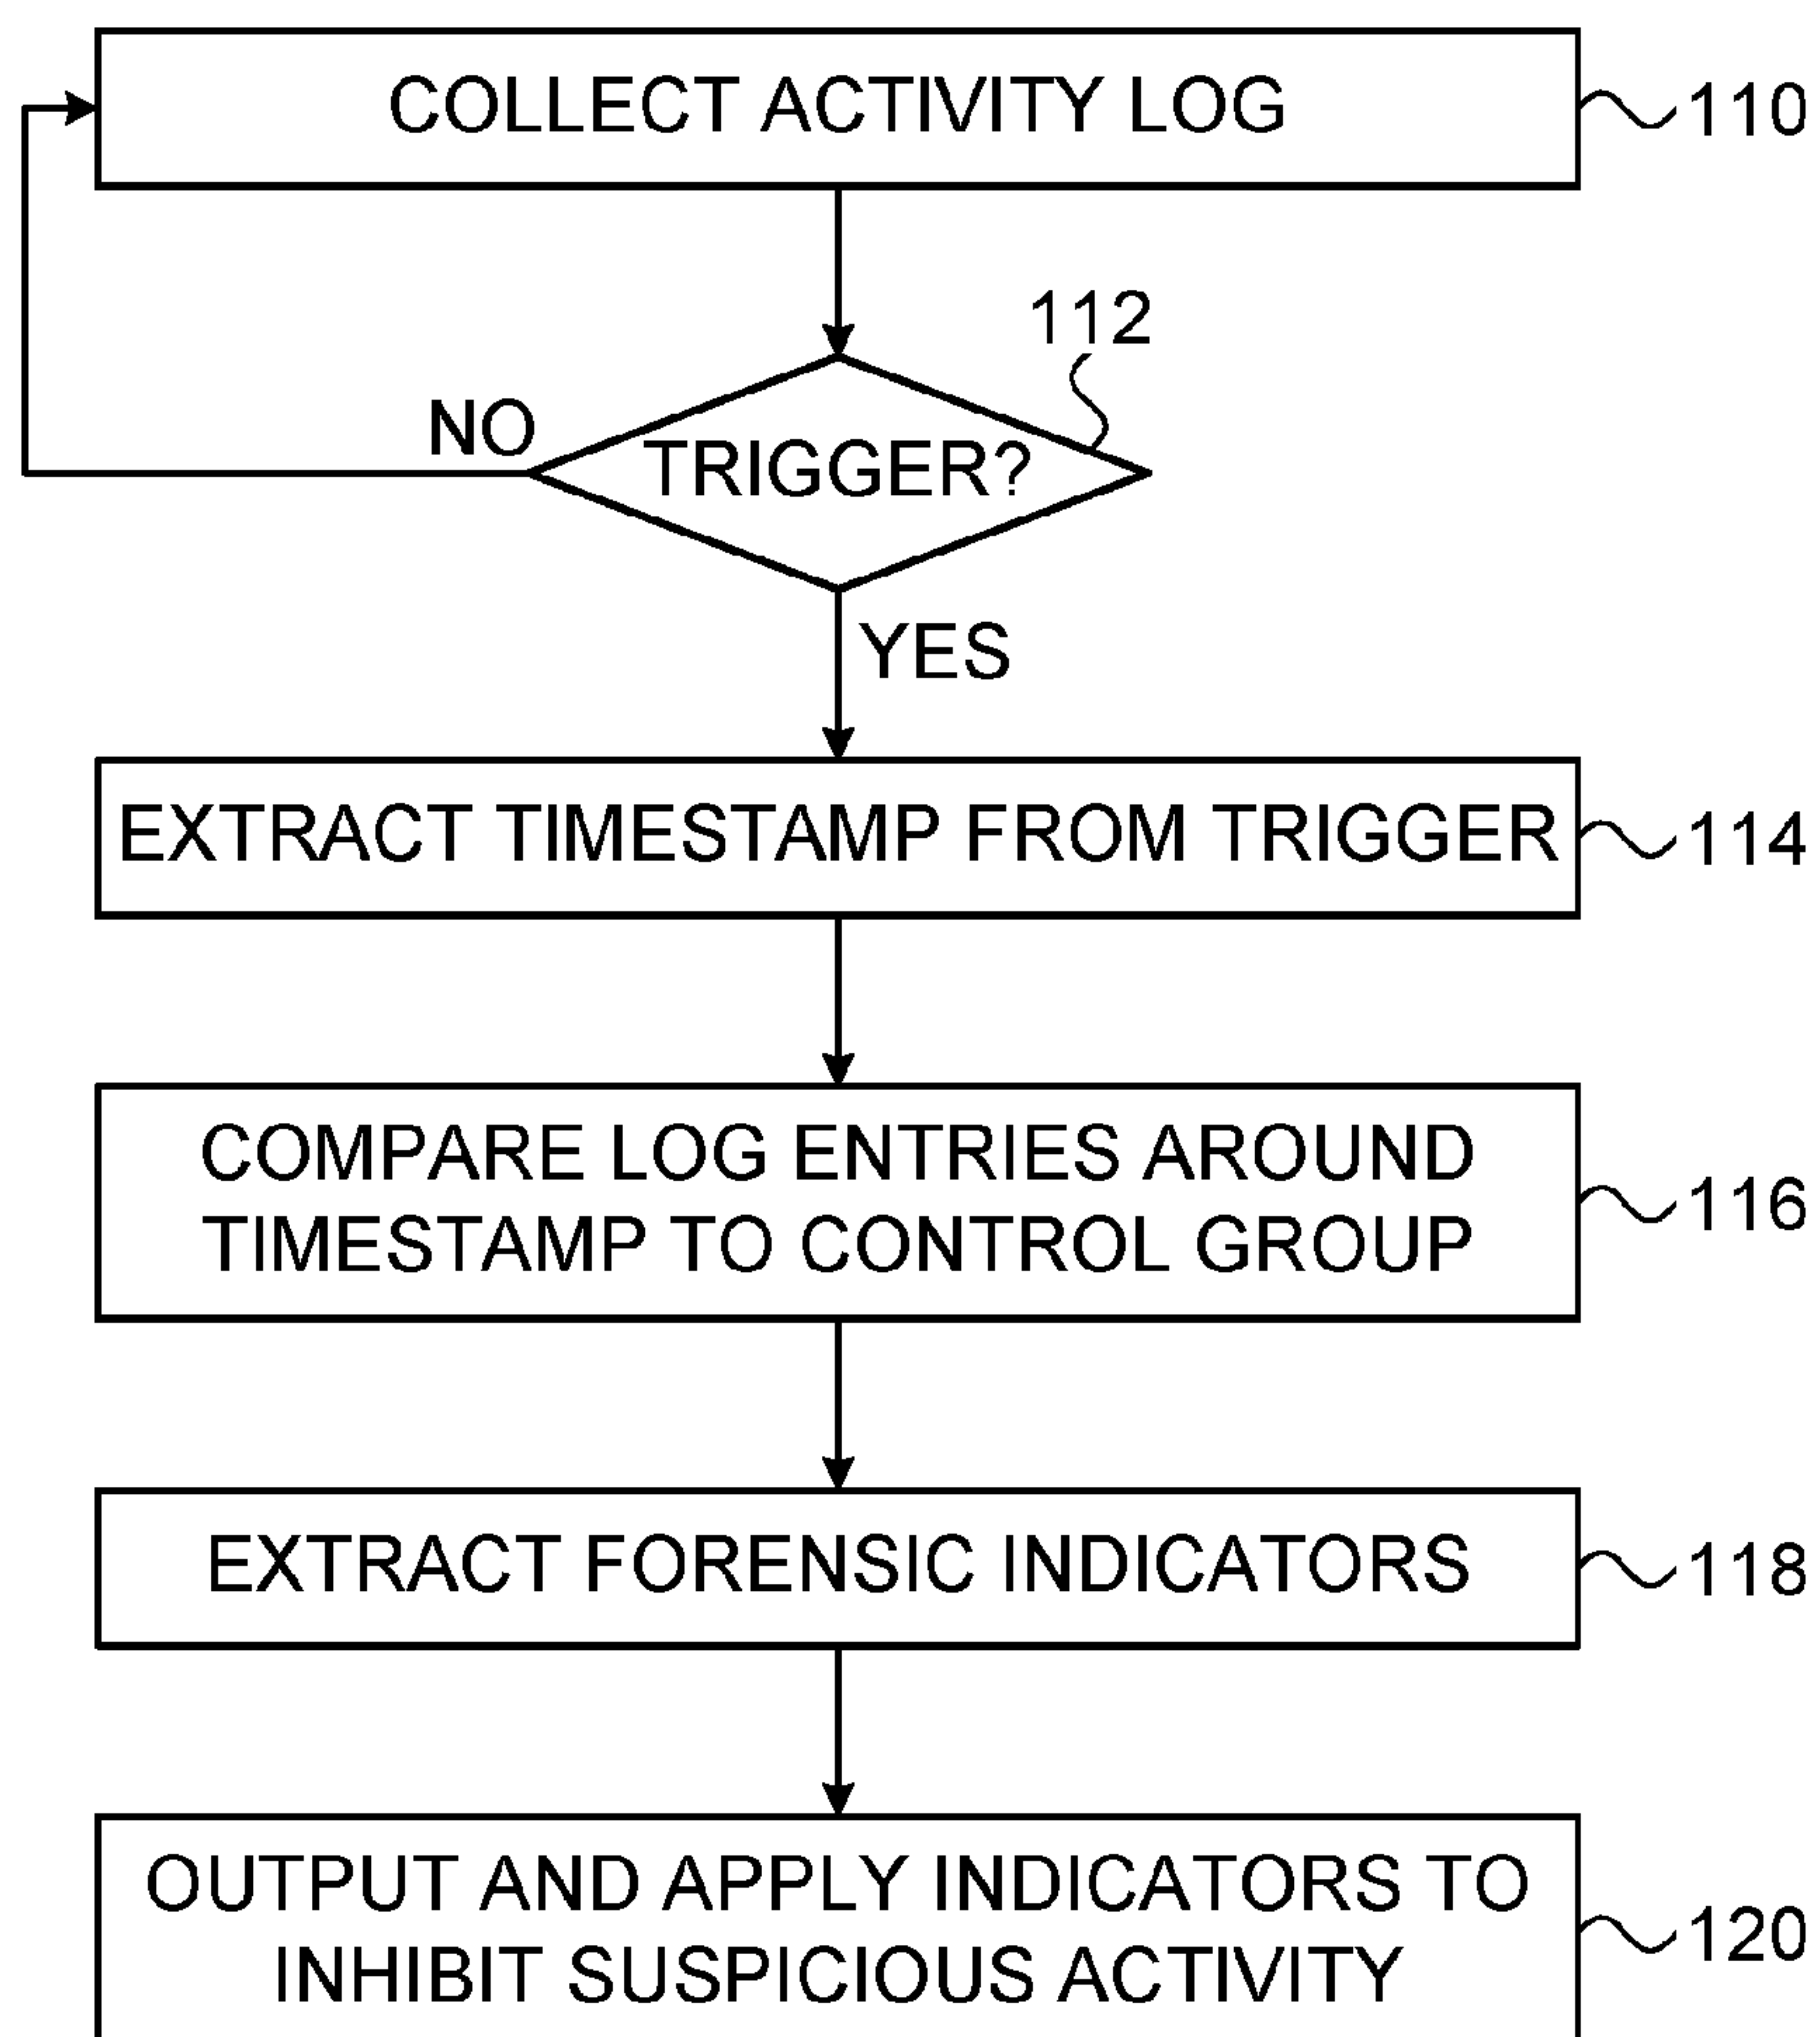 COLLECT ACTIVITY LOG
110
112
NO
TRIGGER?
YES
EXTRACT TIMESTAMP FROM TRIGGER
114
COMPARE LOG ENTRIES AROUND
TIMESTAMP TO CONTROL GROUP
116
EXTRACT FORENSIC INDICATORS
118
OUTPUT AND APPLY INDICATORS TO
INHIBIT SUSPICIOUS ACTIVITY
120